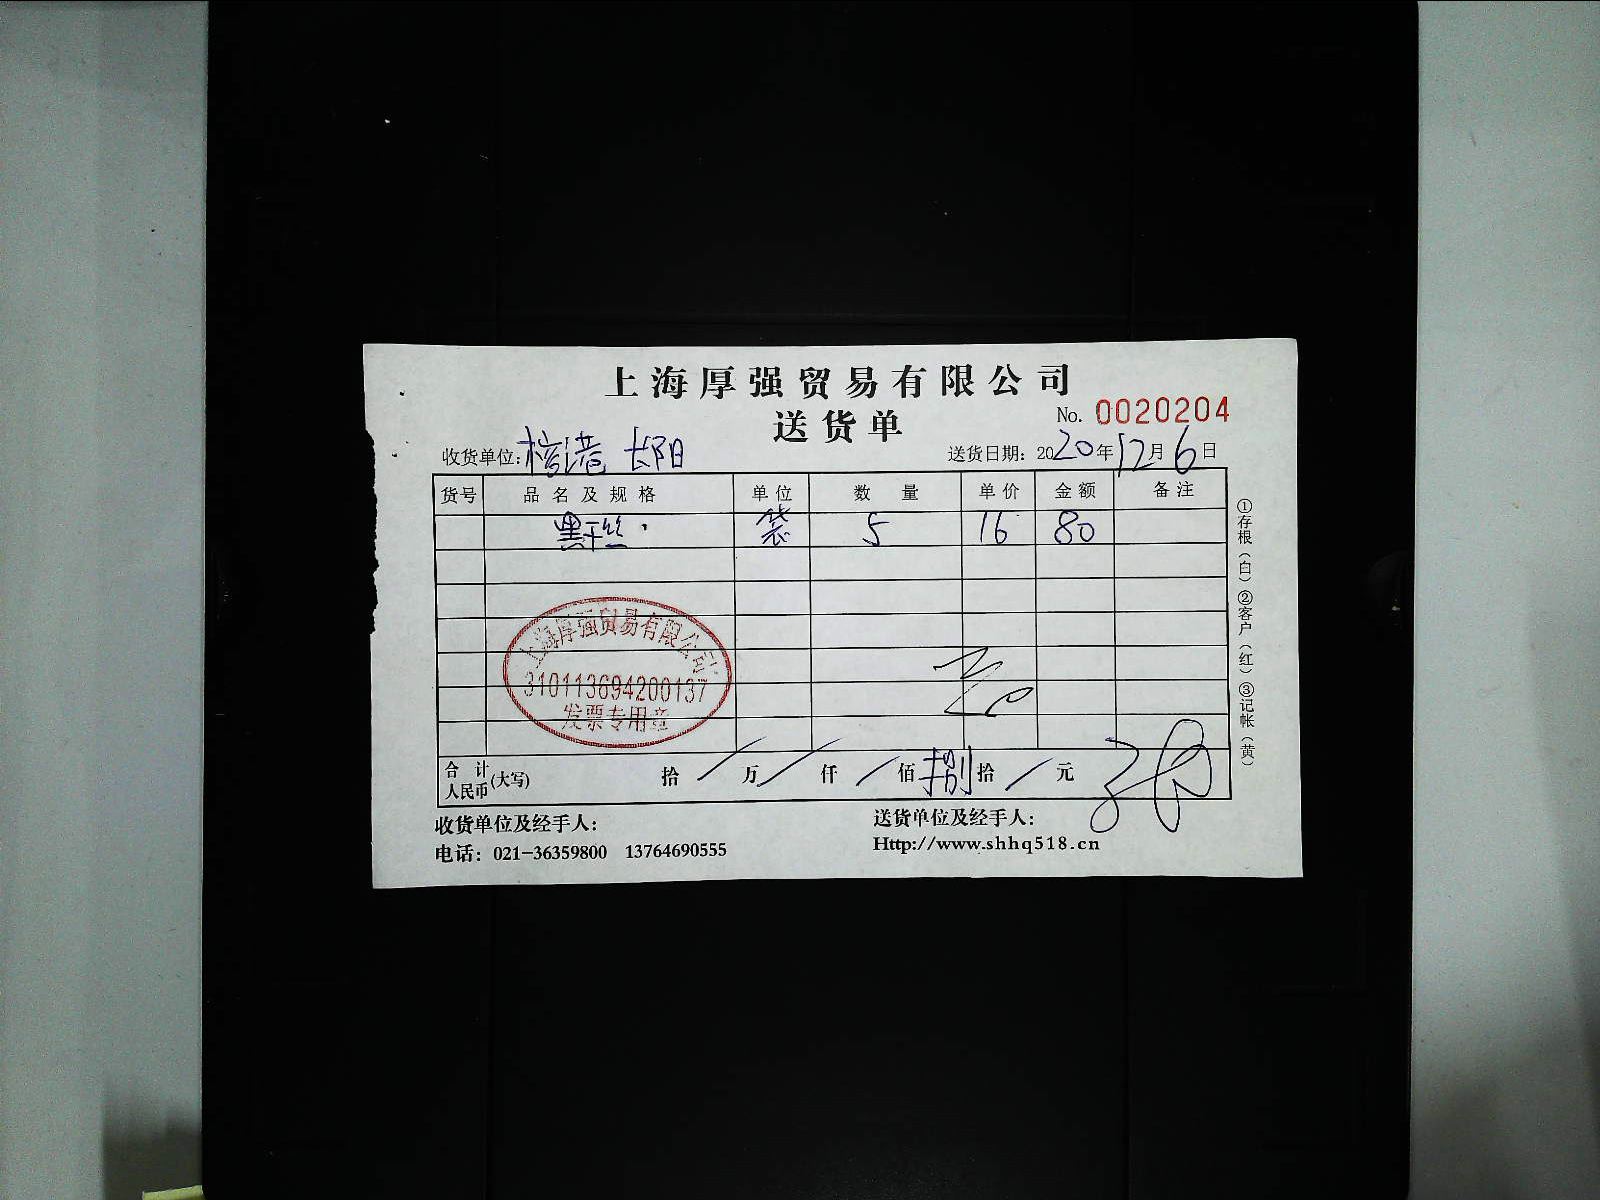 上海厚强贸易有限公司
送货单
No. 0020204
收货单位: 长阳
送货日期: 2020年12月6日
货号 品名及规格 单位 数量 单价 金额 备注
黑干丝 袋 5 16 80
上海厚强贸易有限公司
310113694200137
发票专用章
合计人民币(大写) 拾 / 万 / 仟 / 佰 捌 拾 / 元
收货单位及经手人:
送货单位及经手人:
电话: 021-36359800 13764690555
Http://www.shhq518.cn
①存根(白)②客户(红)③记帐(黄)